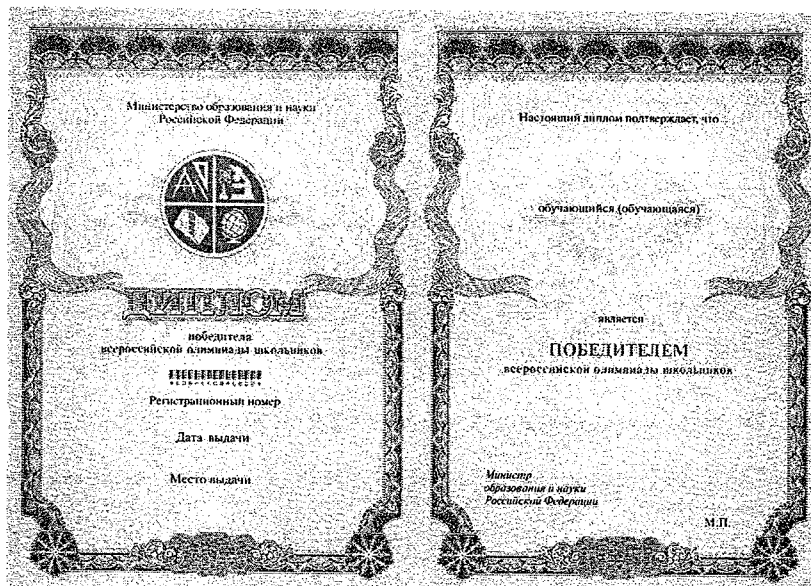 Министерство образования и науки
Российской Федерации
ДИПЛОМ
победителя
всероссийской олимпиады школьников
Регистрационный номер
Дата выдачи
Место выдачи
Настоящий диплом подтверждает, что
обучающийся (обучающаяся)
является
ПОБЕДИТЕЛЕМ
всероссийской олимпиады школьников
Министр
образования и науки
Российской Федерации
М.П.